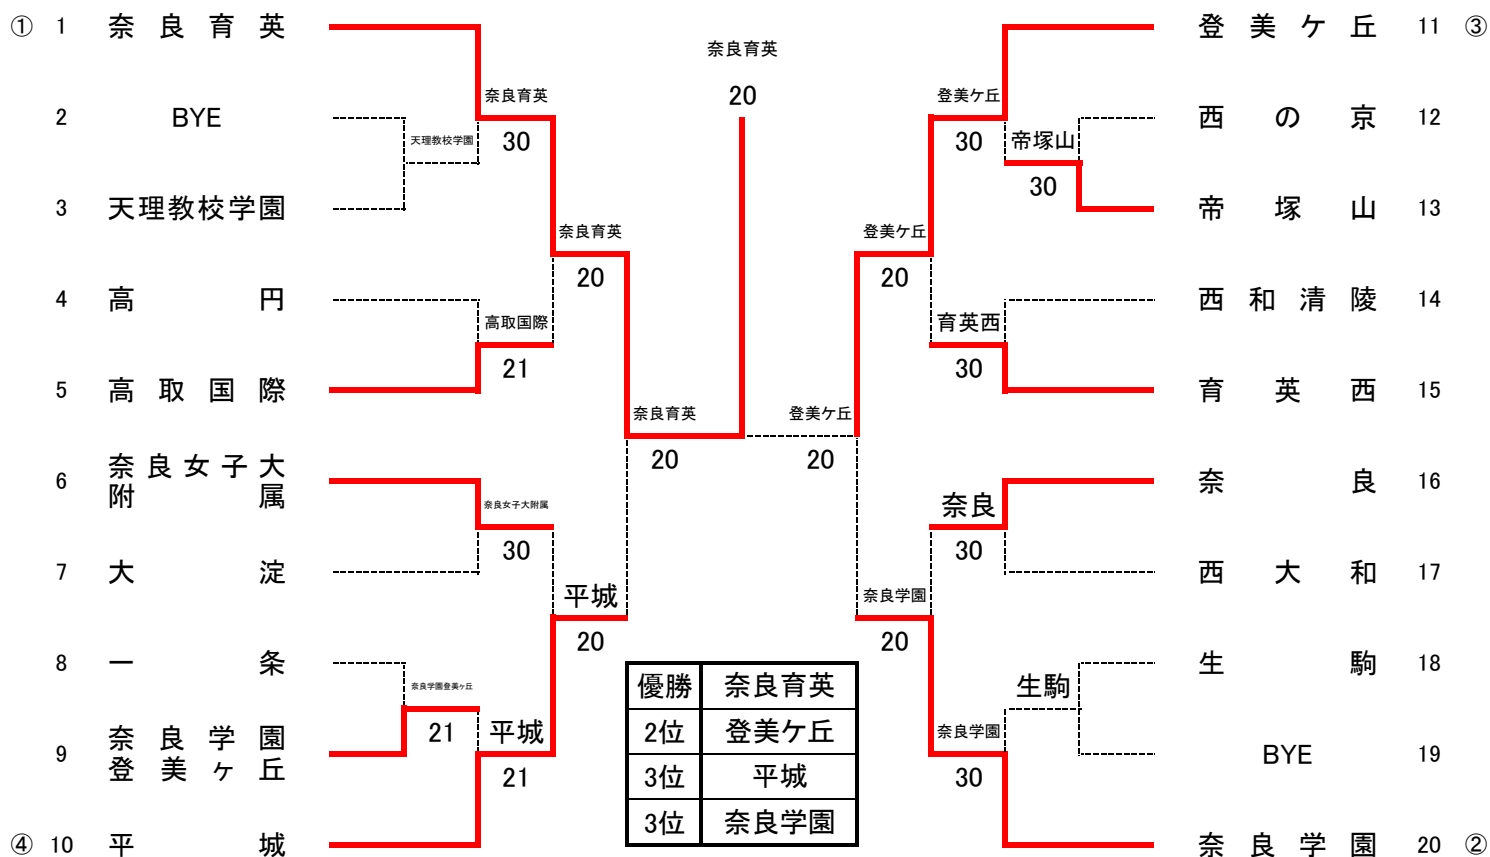 ① 1 奈良育英
2 BYE
3 天理教校学園
4 高円
5 高取国際
6 奈良女子大
附属
7 大淀
8 一条
9 奈良学園
登美ヶ丘
④ 10 平城
奈良育英
30
天理教校学園
奈良育英
20
高取国際
21
奈良女子大附属
30
平城
20
奈良学園登美ヶ丘
21
平城
21
奈良育英
20
奈良育英
20
登美ケ丘
20
登美ケ丘
30
帝塚山
30
登美ケ丘
20
育英西
30
奈良
30
奈良学園
20
生駒
奈良学園
30
登美ケ丘 11 ③
西の京 12
帝塚山 13
西和清陵 14
育英西 15
奈良 16
西大和 17
生駒 18
BYE 19
奈良学園 20 ②
優勝 奈良育英
2位 登美ケ丘
3位 平城
3位 奈良学園